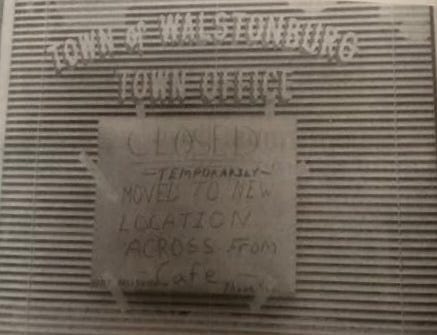 TOWN OF WALSTONBURG
TOWN OFFICE
CLOSED
-TEMPORARILY-
MOVED TO NEW
LOCATION
ACROSS From
Cafe